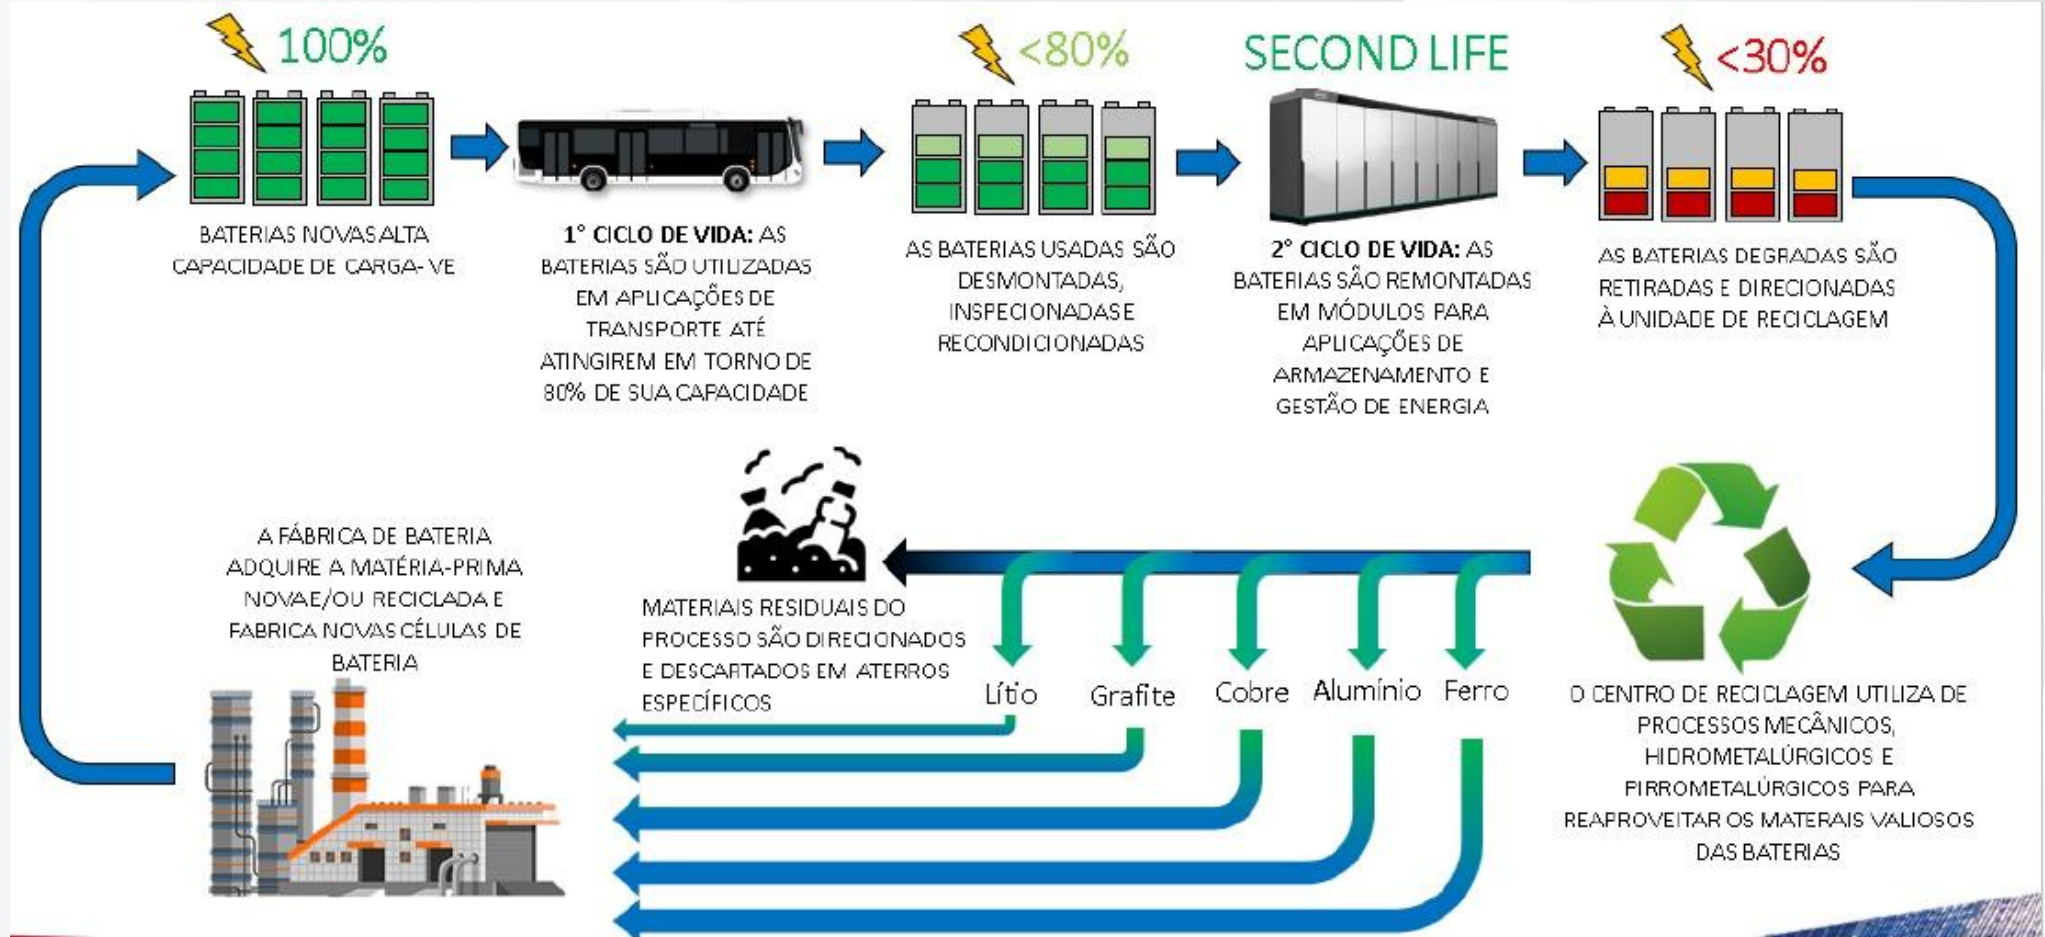 100%
BATERIAS NOVAS ALTA
CAPACIDADE DE CARGA- VE
1° CICLO DE VIDA: AS
BATERIAS SÃO UTILIZADAS
EM APLICAÇÕES DE
TRANSPORTE ATÉ
ATINGIREM EM TORNO DE
80% DE SUA CAPACIDADE
<80%
AS BATERIAS USADAS SÃO
DESMONTADAS,
INSPECIONADAS E
RECONDICIONADAS
SECOND LIFE
2° CICLO DE VIDA: AS
BATERIAS SÃO REMONTADAS
EM MÓDULOS PARA
APLICAÇÕES DE
ARMAZENAMENTO E
GESTÃO DE ENERGIA
<30%
AS BATERIAS DEGRADAS SÃO
RETIRADAS E DIRECIONADAS
À UNIDADE DE RECICLAGEM
O CENTRO DE RECICLAGEM UTILIZA DE
PROCESSOS MECÂNICOS,
HIDROMETALÚRGICOS E
PIRROMETALÚRGICOS PARA
REAPROVEITAR OS MATERAIS VALIOSOS
DAS BATERIAS
Lítio
Grafite
Cobre
Alumínio
Ferro
MATERIAIS RESIDUAIS DO
PROCESSO SÃO DIRECIONADOS
E DESCARTADOS EM ATERROS
ESPECÍFICOS
A FÁBRICA DE BATERIA
ADQUIRE A MATÉRIA-PRIMA
NOVA E/OU RECICLADA E
FABRICA NOVAS CÉLULAS DE
BATERIA